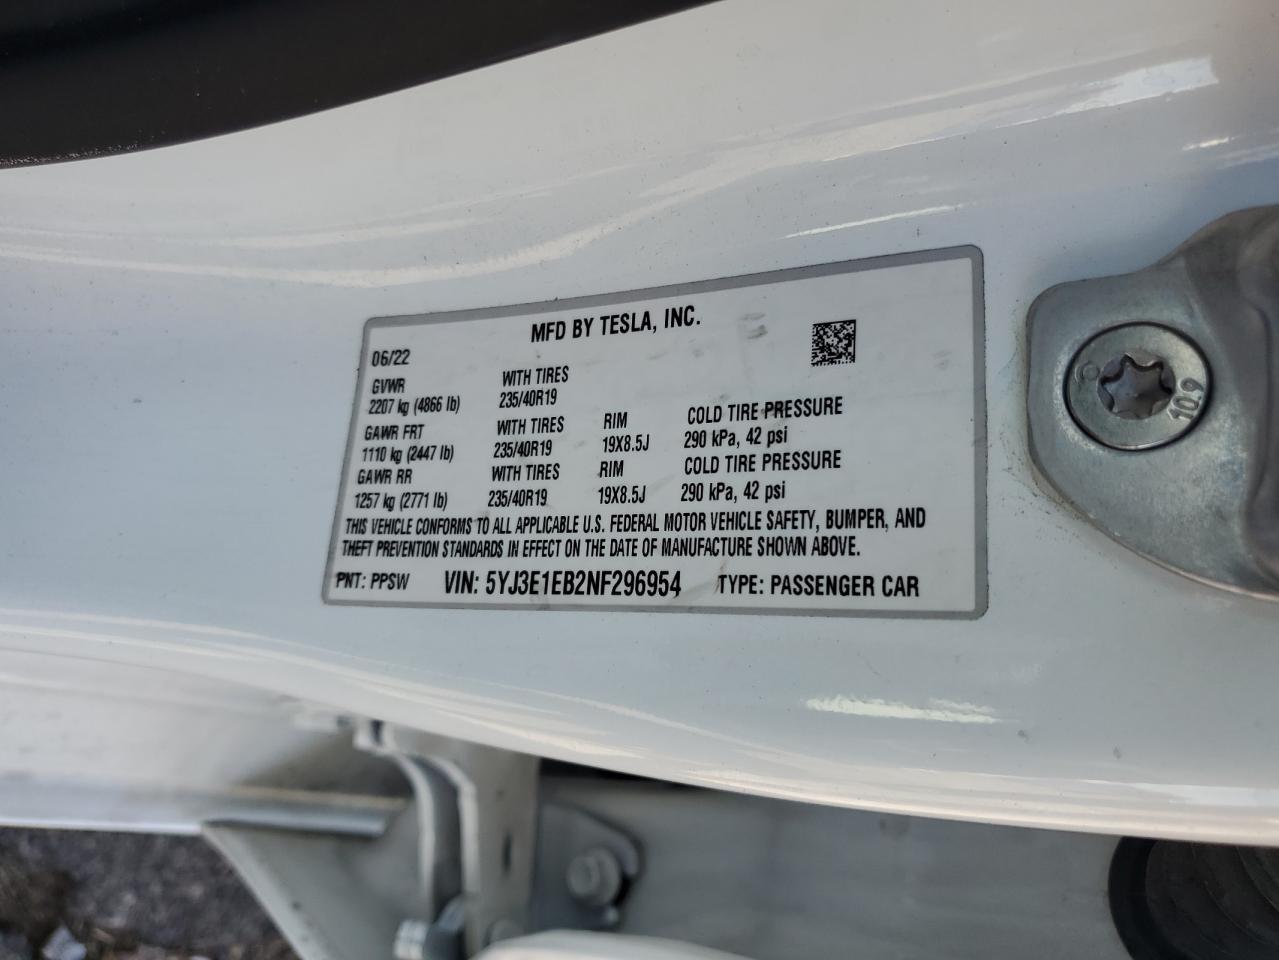 MFD BY TESLA, INC.
06/22
GVWR WITH TIRES
2207 kg (4866 lb) 235/40R19
GAWR FRT WITH TIRES RIM COLD TIRE PRESSURE
1110 kg (2447 lb) 235/40R19 19X8.5J 290 kPa, 42 psi
GAWR RR WITH TIRES RIM COLD TIRE PRESSURE
1257 kg (2771 lb) 235/40R19 19X8.5J 290 kPa, 42 psi
THIS VEHICLE CONFORMS TO ALL APPLICABLE U.S. FEDERAL MOTOR VEHICLE SAFETY, BUMPER, AND
THEFT PREVENTION STANDARDS IN EFFECT ON THE DATE OF MANUFACTURE SHOWN ABOVE.
PNT: PPSW VIN: 5YJ3E1EB2NF296954 TYPE: PASSENGER CAR
10.9